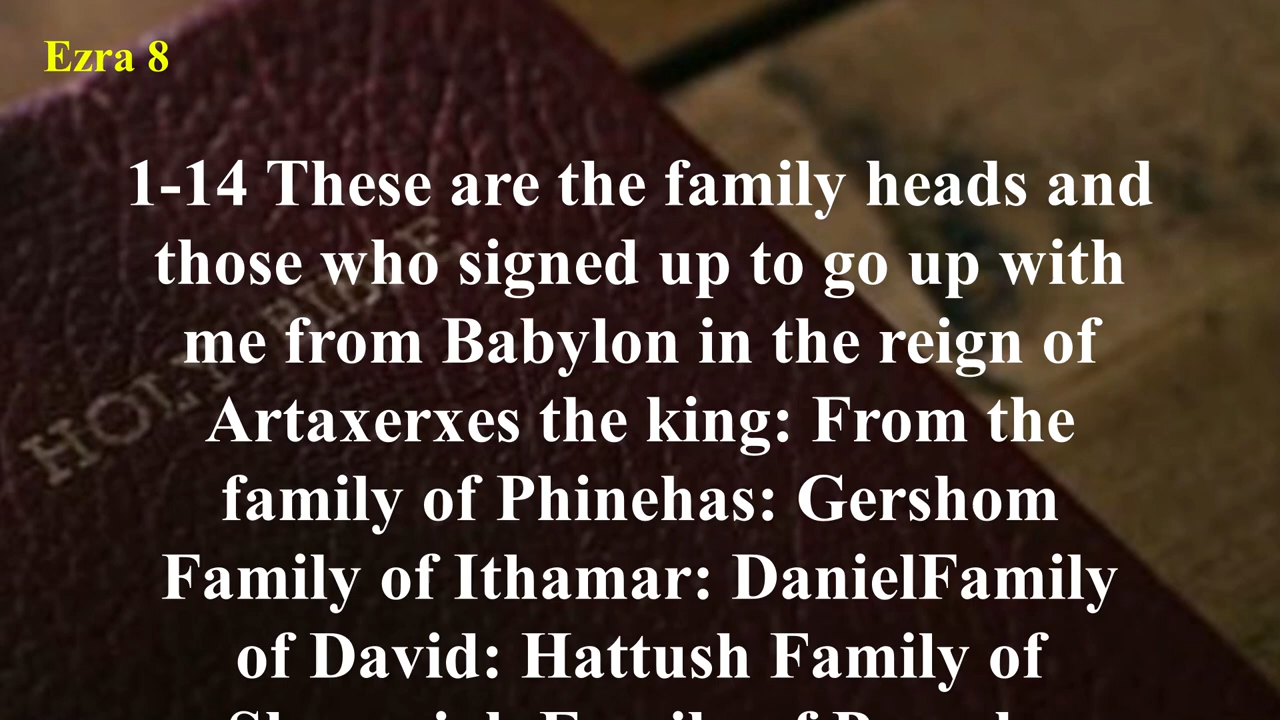 Ezra 8
1-14 These are the family heads and
those who signed up to go up with
me from Babylon in the reign of
Artaxerxes the king: From the
family of Phinehas: Gershom
Family of Ithamar: DanielFamily
of David: Hattush Family of
HOLY BIBLE